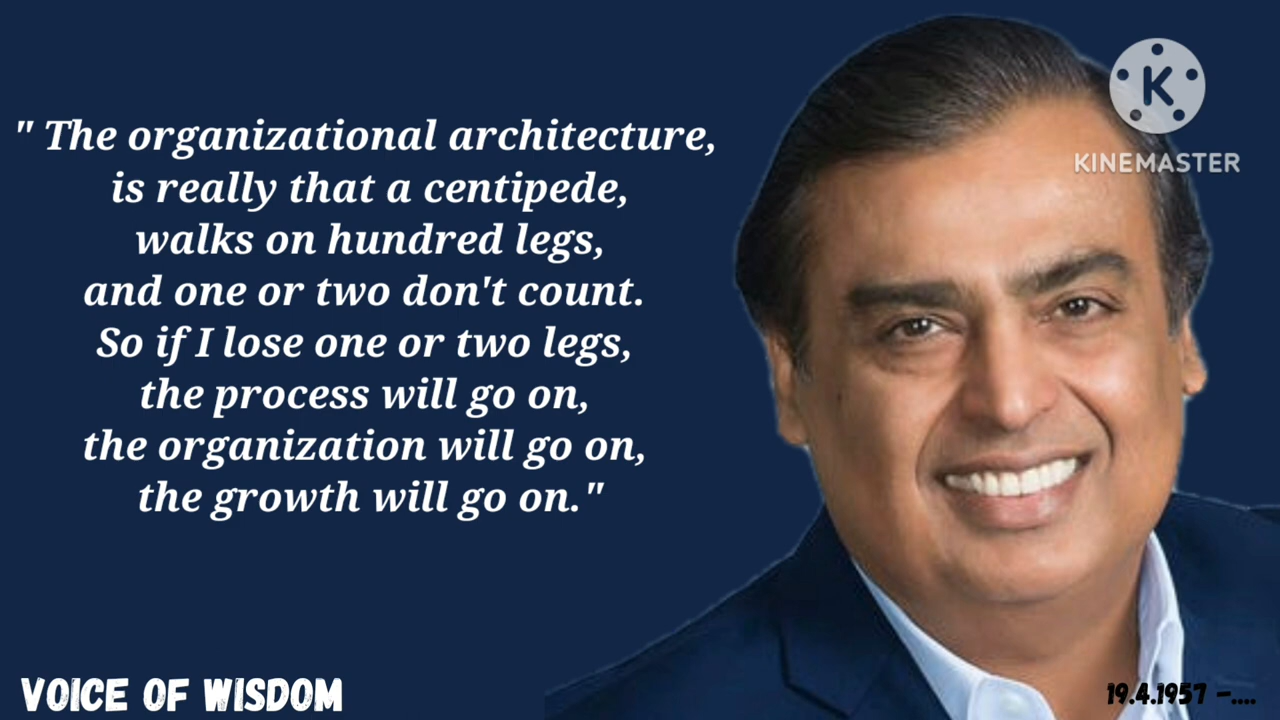 " The organizational architecture,
is really that a centipede,
walks on hundred legs,
and one or two don't count.
So if I lose one or two legs,
the process will go on,
the organization will go on,
the growth will go on."
K
KINEMASTER
VOICE OF WISDOM
19.4.1957 -....